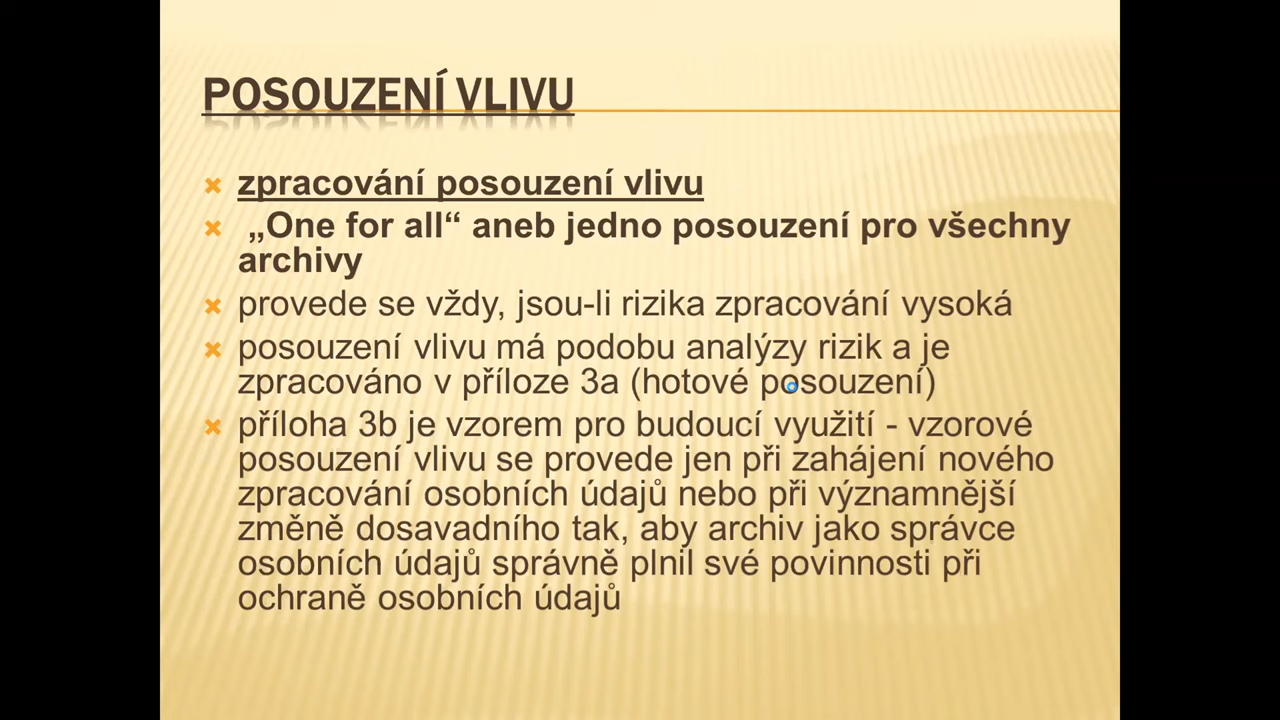 POSOUZENÍ VLIVU
zpracování posouzení vlivu
„One for all“ aneb jedno posouzení pro všechny
archivy
provede se vždy, jsou-li rizika zpracování vysoká
posouzení vlivu má podobu analýzy rizik a je
zpracováno v příloze 3a (hotové posouzení)
příloha 3b je vzorem pro budoucí využití - vzorové
posouzení vlivu se provede jen při zahájení nového
zpracování osobních údajů nebo při významnější
změně dosavadního tak, aby archiv jako správce
osobních údajů správně plnil své povinnosti při
ochraně osobních údajů